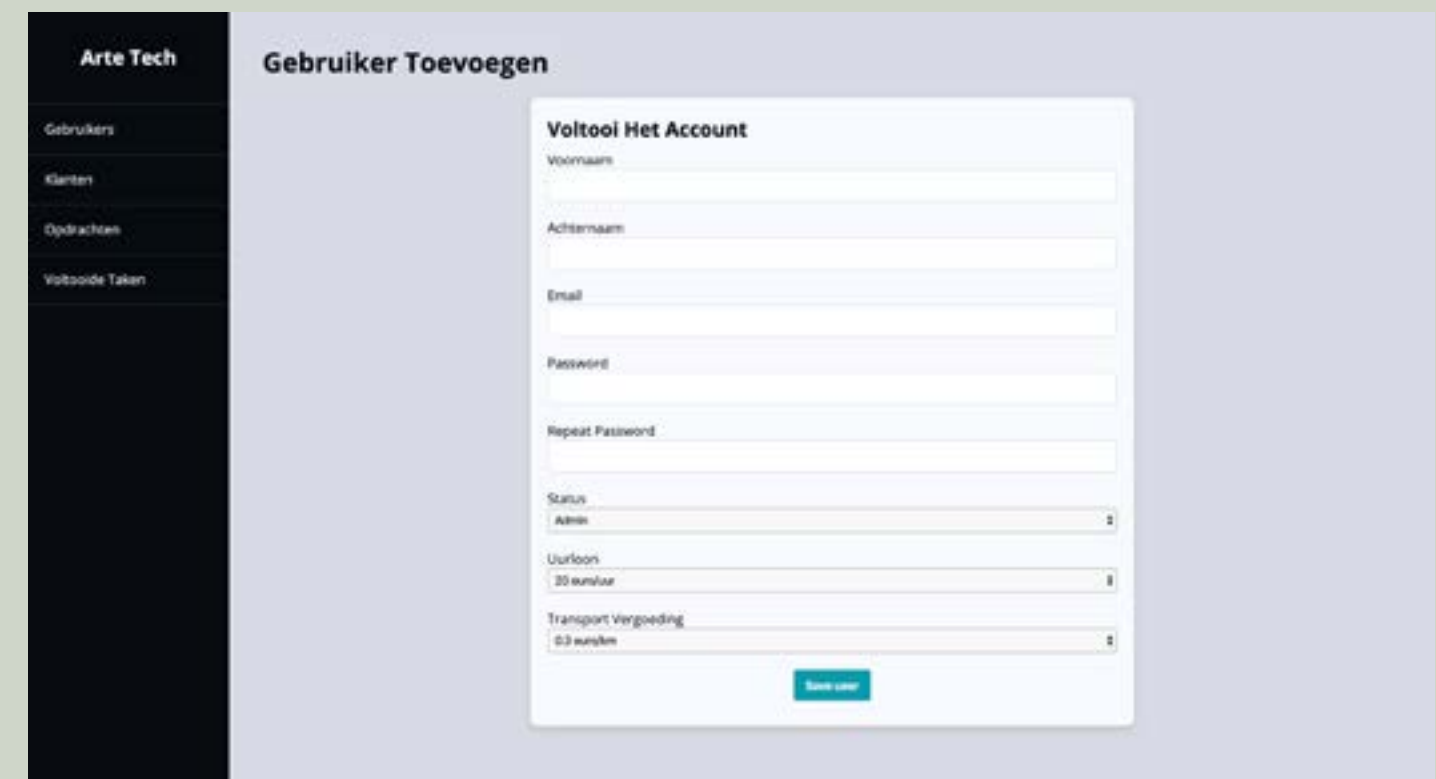 Arte Tech
Gebruikers
Klanten
Opdrachten
Voltooide Taken
Gebruiker Toevoegen
Voltooi Het Account
Voornaam
Achternaam
Email
Password
Repeat Password
Status
Admin
Uurloon
20 euro/uur
Transport Vergoeding
0.3 euro/km
Save user